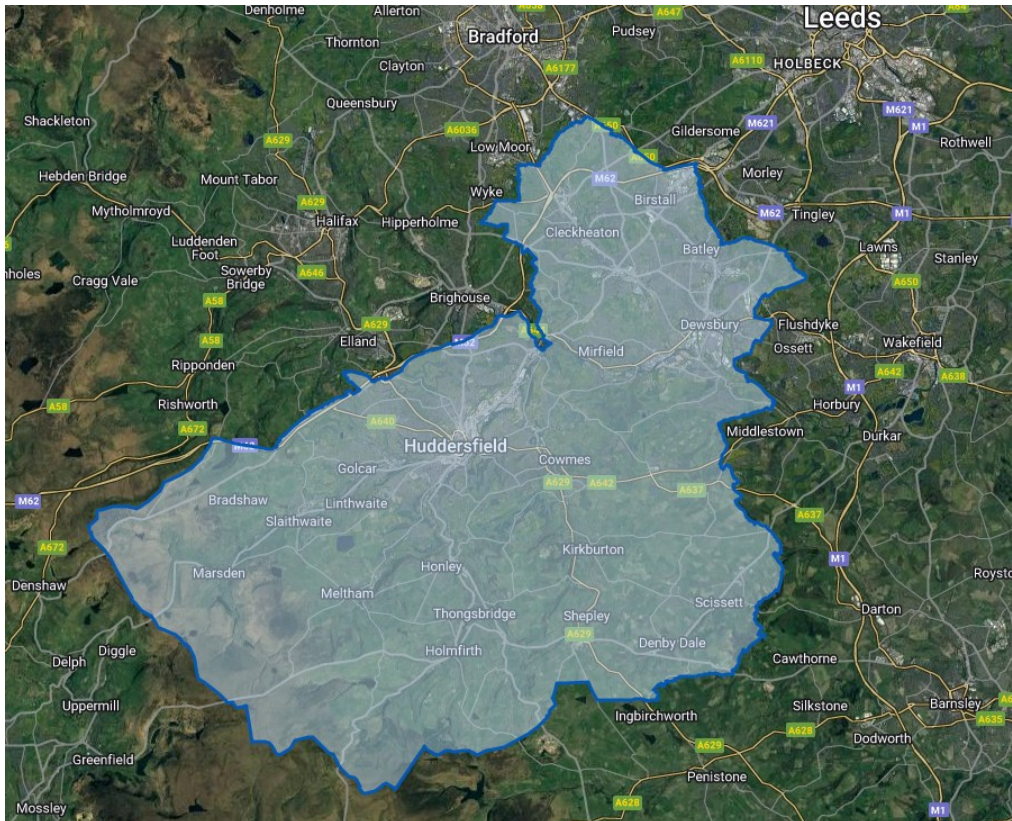 Denholme
Allerton
A647
Leeds
Thornton
Bradford
Pudsey
Clayton
A6177
A6110
HOLBECK
Queensbury
M621
Shackleton
A629
A6036
Gildersome
M621
M1
Rothwell
Low Moor
Hebden Bridge
Mount Tabor
M62
Morley
Wyke
Birstall
A629
Mytholmroyd
Halifax
Hipperholme
M62
Tingley
M1
Luddenden
Foot
Cleckheaton
Batley
Lawns
Stanley
Cragg Vale
Sowerby
Bridge
A646
A650
A58
Brighouse
A629
Dewsbury
Flushdyke
A58
Elland
Mirfield
Ossett
Wakefield
Ripponden
A642
A638
M1
A58
Rishworth
Horbury
A672
A640
Middlestown
Durkar
Huddersfield
Golcar
Cowmes
M62
Bradshaw
Linthwaite
A629
A642
A637
Slaithwaite
A637
A672
Kirkburton
M1
Denshaw
Marsden
Honley
Meltham
Scissett
Thongsbridge
Shepley
Darton
A629
Denby Dale
Diggle
Holmfirth
Cawthorne
Delph
Uppermill
Silkstone
Barnsley
Ingbirchworth
A635
A628
Dodworth
A629
Greenfield
Penistone
A628
Mossley
M1